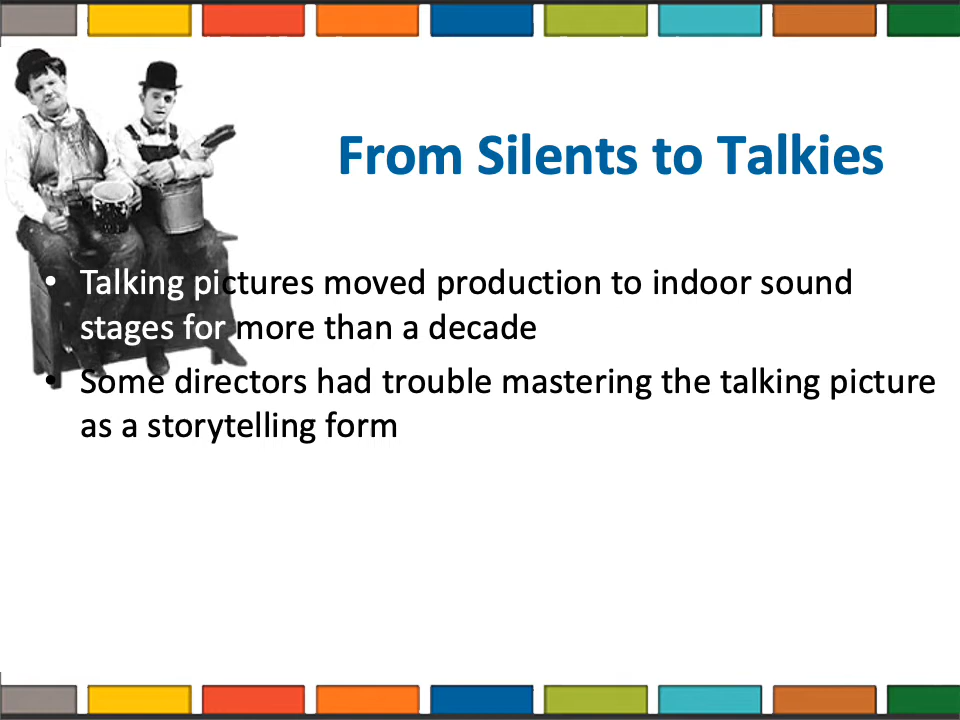 From Silents to Talkies
• Talking pictures moved production to indoor sound
stages for more than a decade
• Some directors had trouble mastering the talking picture
as a storytelling form